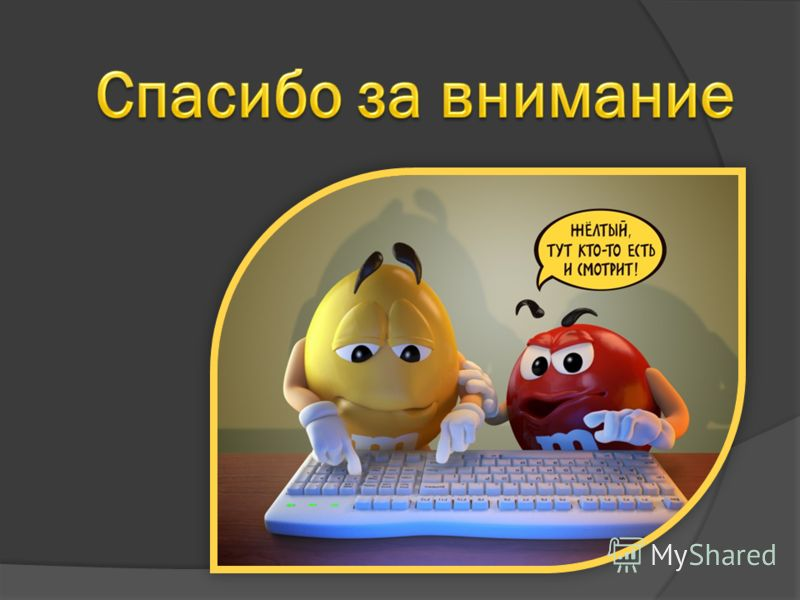 Спасибо за внимание
ЖЁЛТЫЙ,
ТУТ КТО-ТО ЕСТЬ
И СМОТРИТ!
m
m
MyShared